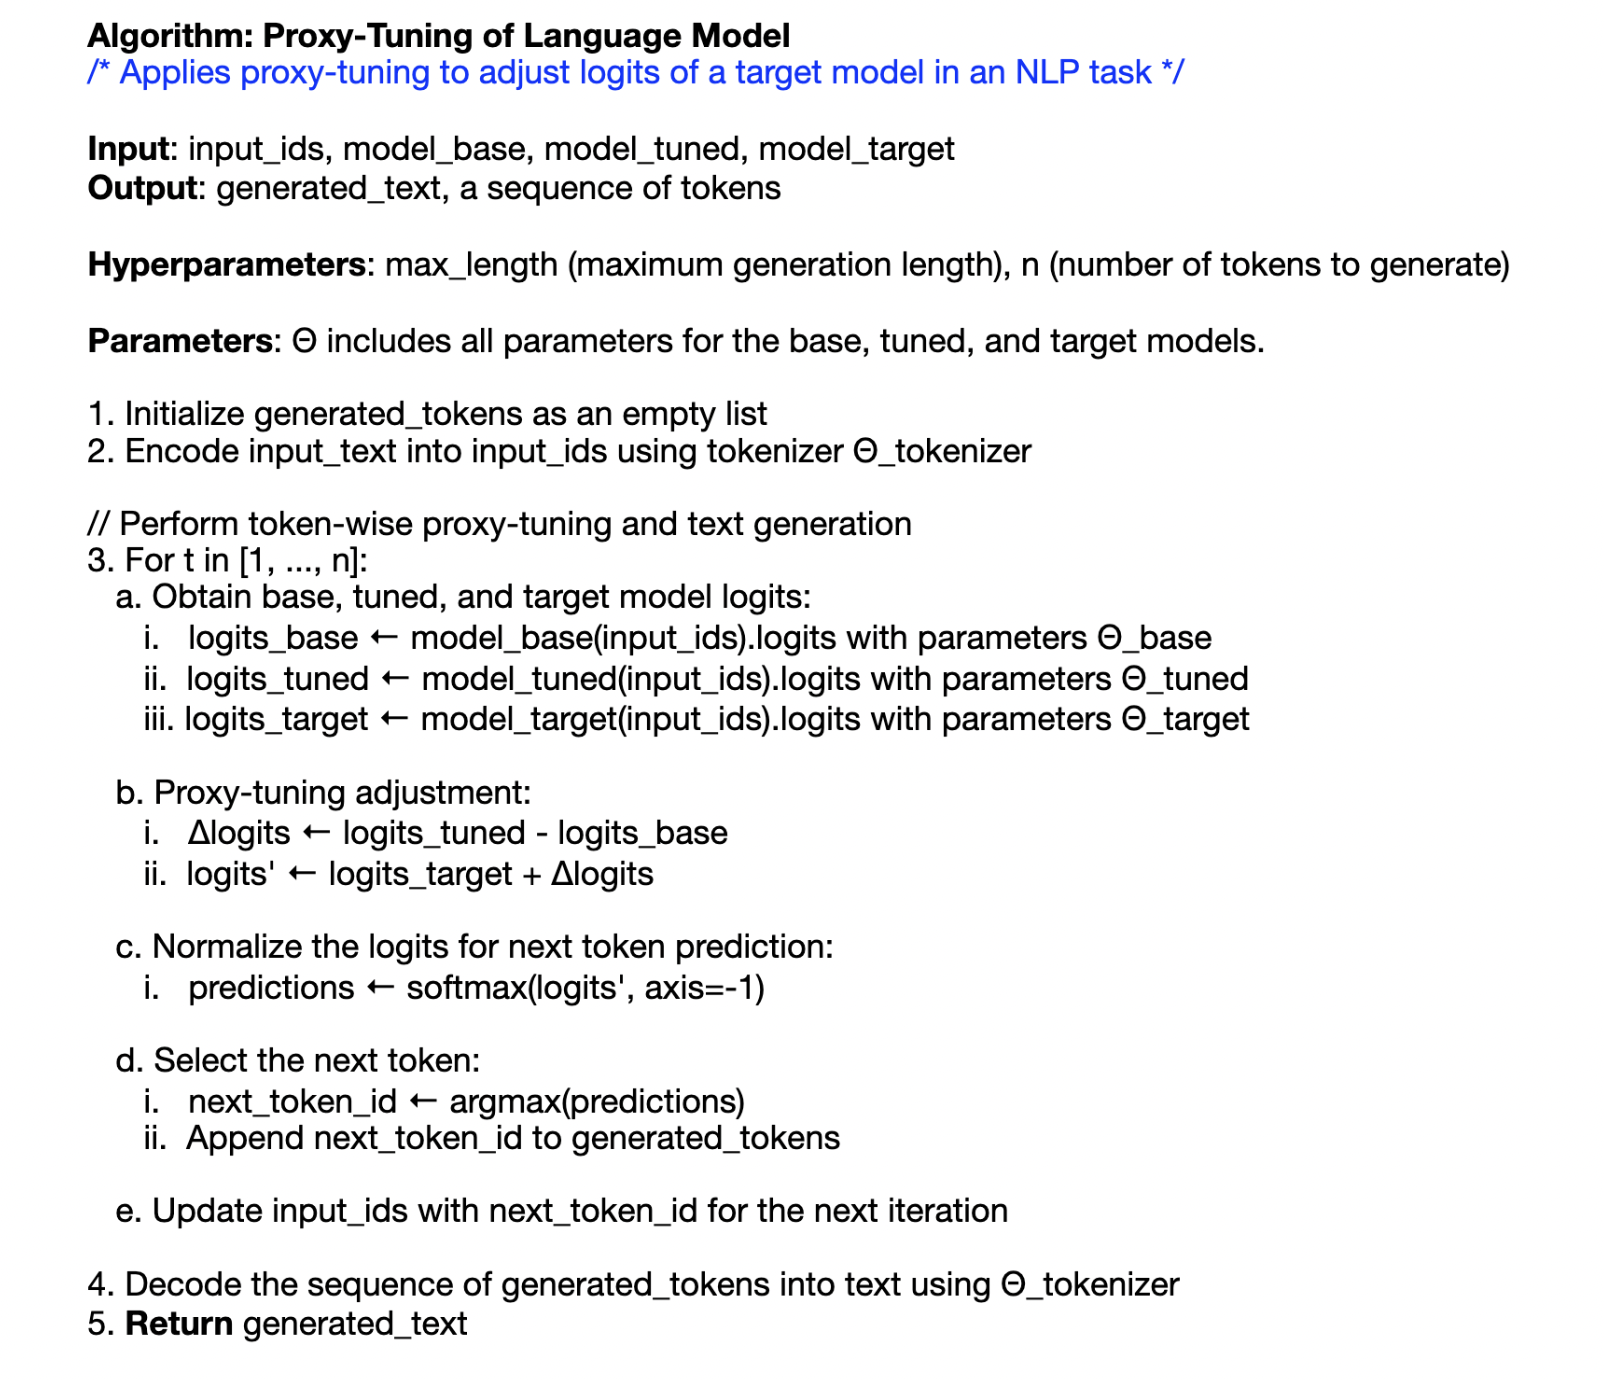 Algorithm: Proxy-Tuning of Language Model
/* Applies proxy-tuning to adjust logits of a target model in an NLP task */
Input: input_ids, model_base, model_tuned, model_target
Output: generated_text, a sequence of tokens
Hyperparameters: max_length (maximum generation length), n (number of tokens to generate)
Parameters: Θ includes all parameters for the base, tuned, and target models.
1. Initialize generated_tokens as an empty list
2. Encode input_text into input_ids using tokenizer Θ_tokenizer
// Perform token-wise proxy-tuning and text generation
3. For t in [1, ..., n]:
a. Obtain base, tuned, and target model logits:
i. logits_base ← model_base(input_ids).logits with parameters Θ_base
ii. logits_tuned ← model_tuned(input_ids).logits with parameters Θ_tuned
iii. logits_target ← model_target(input_ids).logits with parameters Θ_target
b. Proxy-tuning adjustment:
i. Δlogits ← logits_tuned - logits_base
ii. logits' ← logits_target + Δlogits
c. Normalize the logits for next token prediction:
i. predictions ← softmax(logits', axis=-1)
d. Select the next token:
i. next_token_id ← argmax(predictions)
ii. Append next_token_id to generated_tokens
e. Update input_ids with next_token_id for the next iteration
4. Decode the sequence of generated_tokens into text using Θ_tokenizer
5. Return generated_text